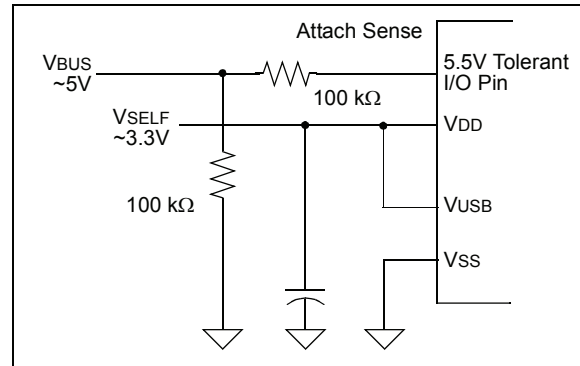 Attach Sense
VBUS
~5V
5.5V Tolerant
I/O Pin
100 kΩ
VSELF
~3.3V
VDD
100 kΩ
VUSB
VSS